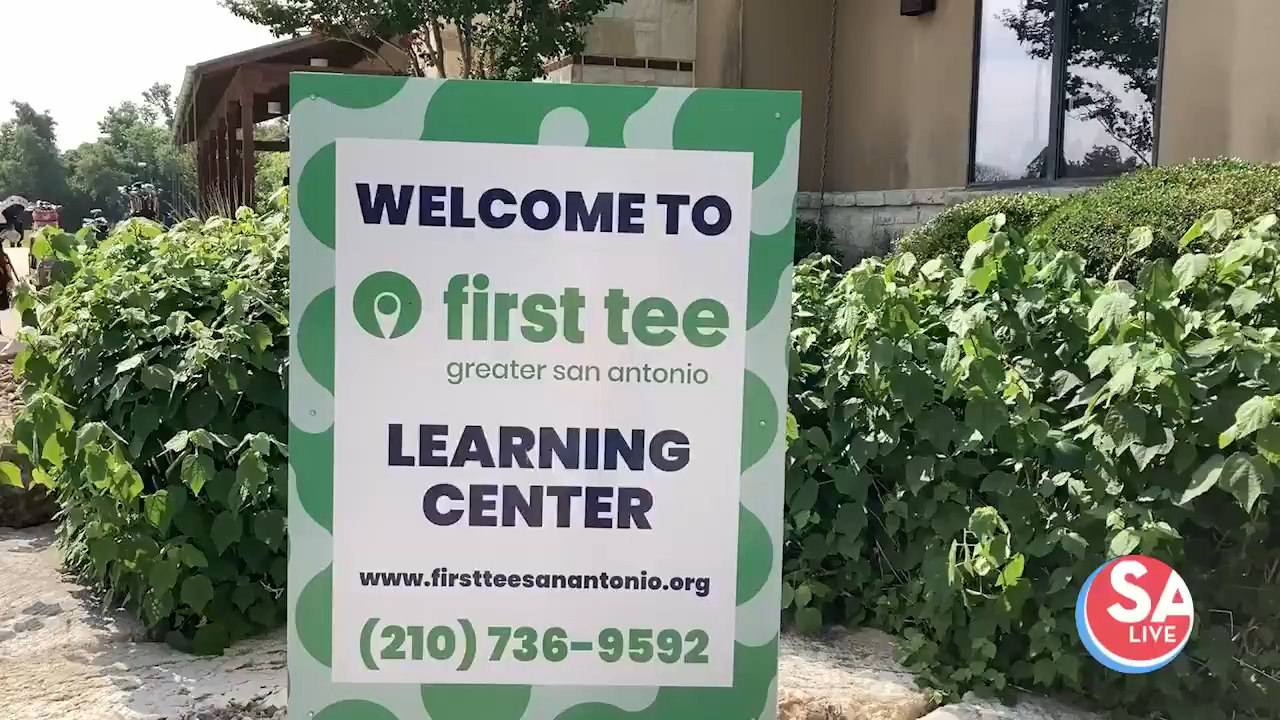 WELCOME TO
first tee
greater san antonio
LEARNING
CENTER
www.firstteesanantonio.org
(210) 736-9592
SA
LIVE